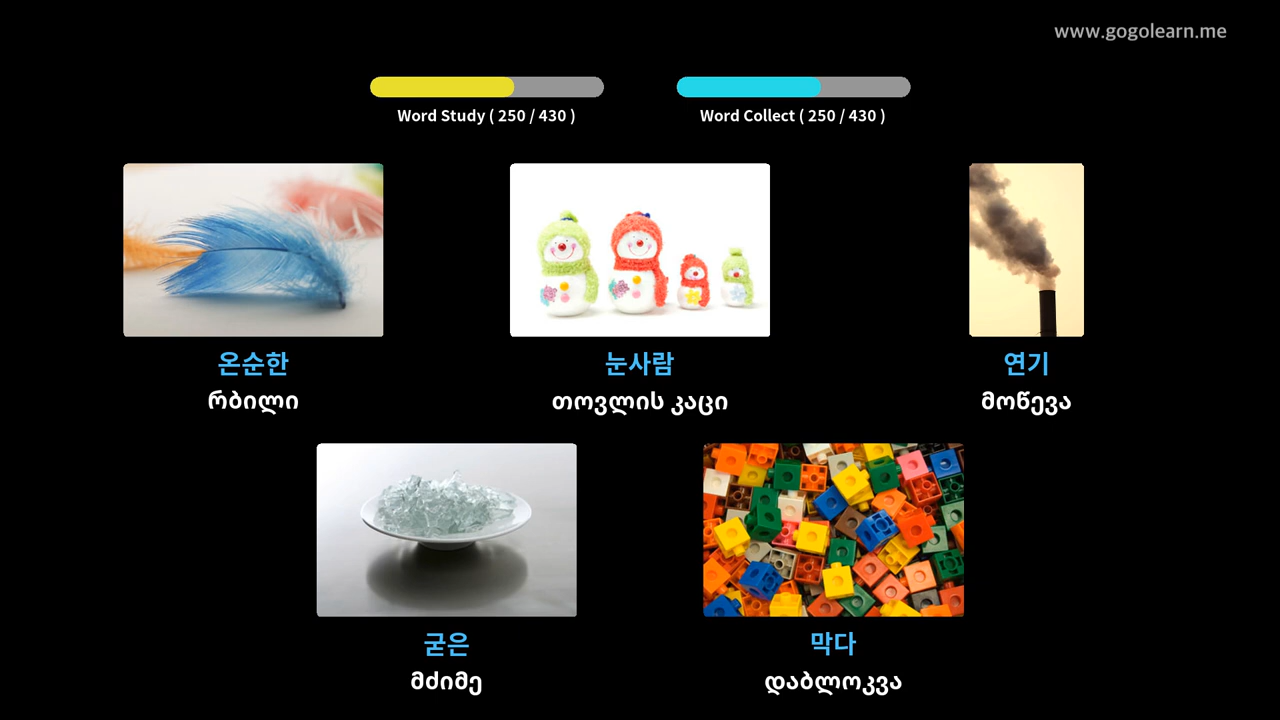 www.gogolearn.me
Word Study ( 250 / 430 )
Word Collect ( 250 / 430 )
온순한
რბილი
눈사람
თოვლის კაცი
연기
მოწევა
굳은
მძიმე
막다
დაბლოკვა